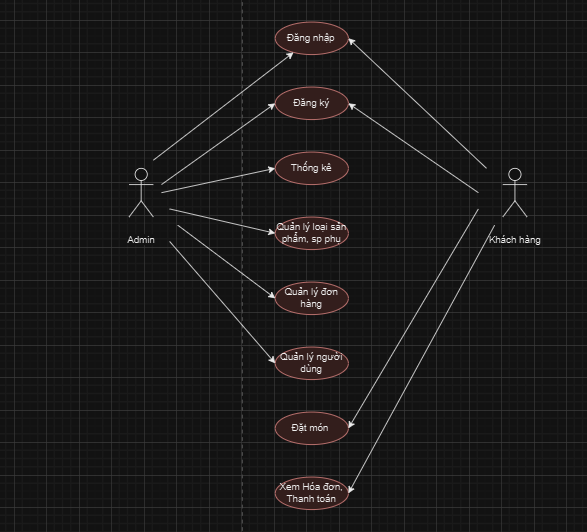 Đăng nhập
Đăng ký
Thống kê
Admin
Khách hàng
Quản lý loại sản
phẩm, sp phụ
Quản lý đơn
hàng
Quản lý người
dùng
Đặt món
Xem Hóa đơn,
Thanh toán